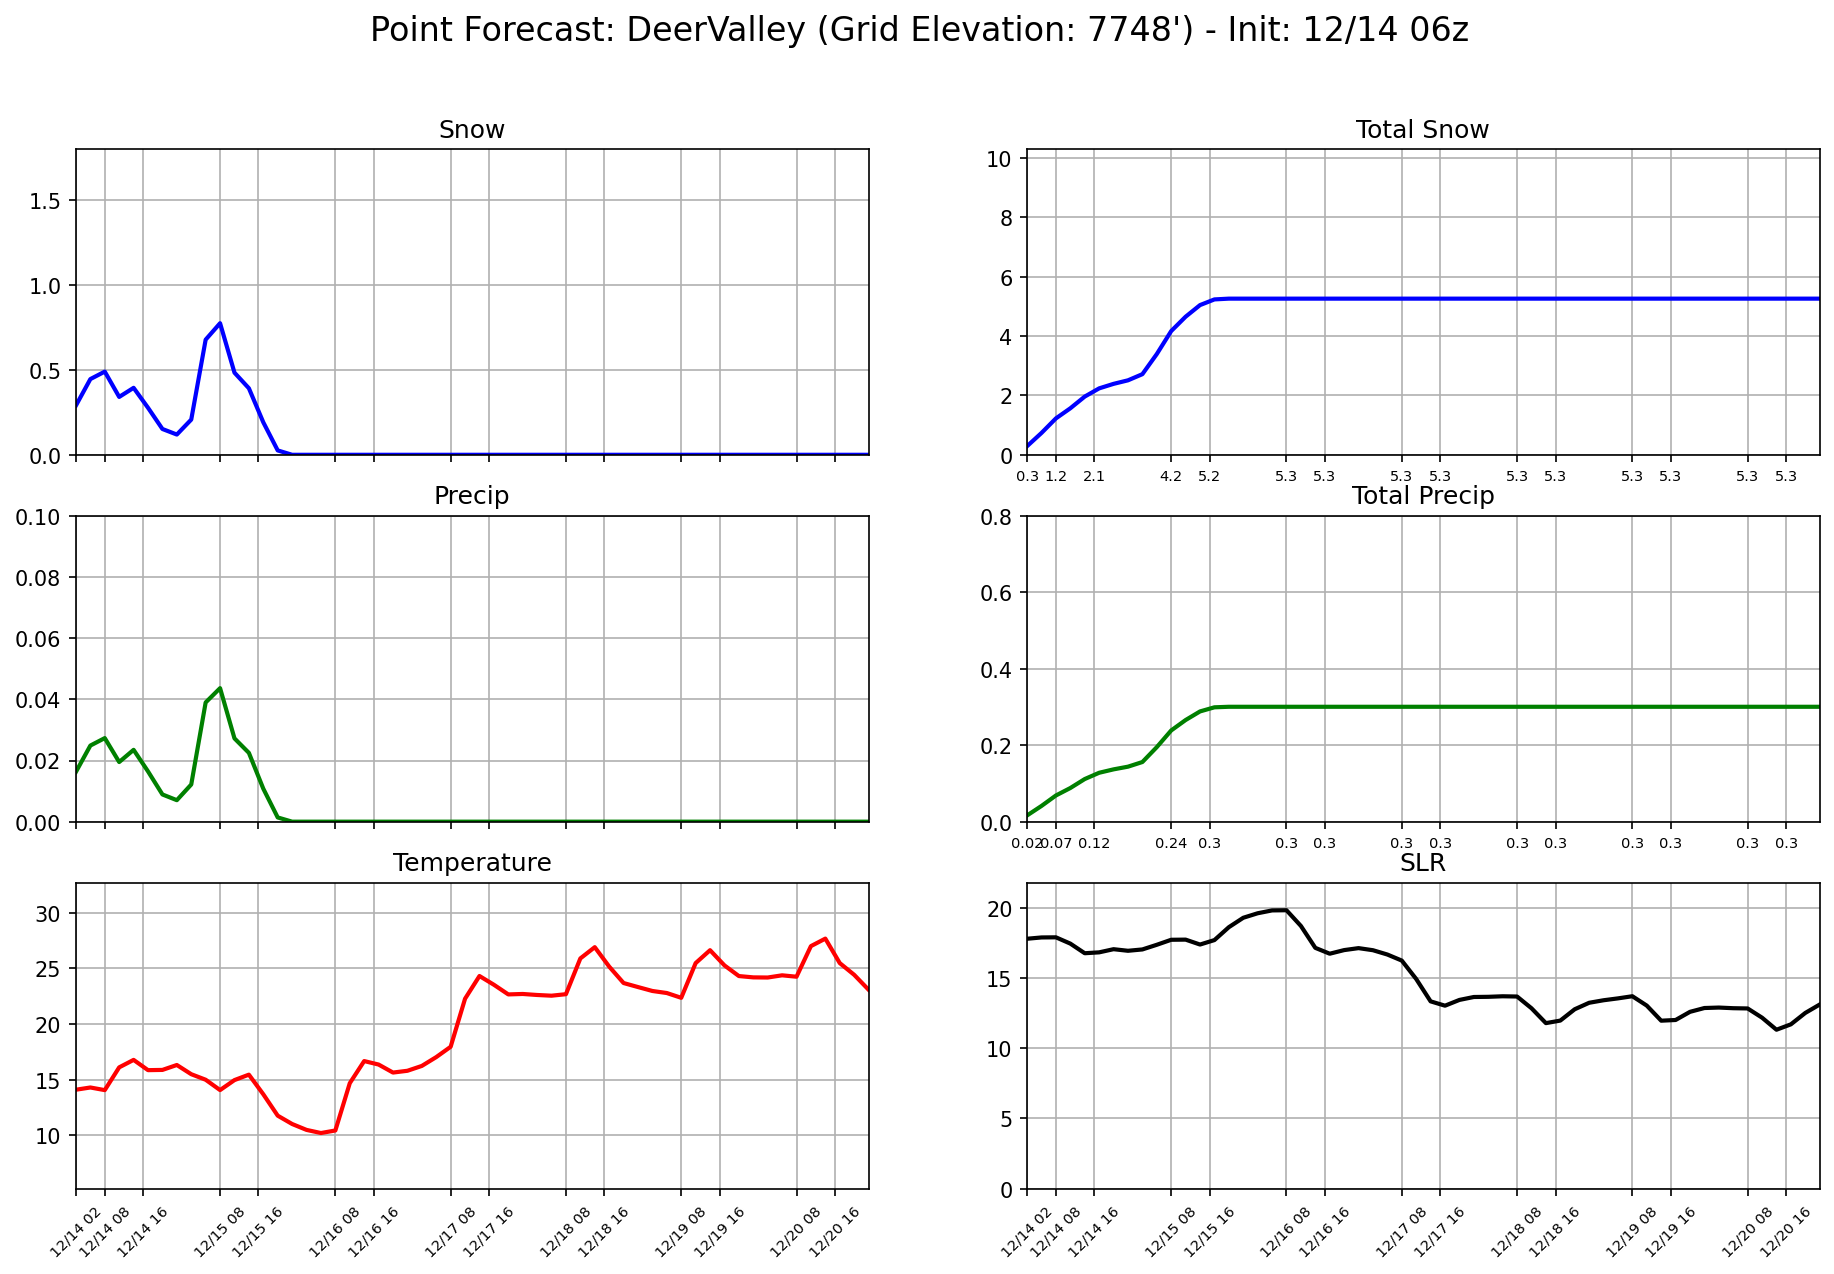 Point Forecast: DeerValley (Grid Elevation: 7748') - Init: 12/14 06z
Snow
1.5
1.0
0.5
0.0
Total Snow
10
8
6
4
2
0
0.3 1.2 2.1 4.2 5.2 5.3 5.3 5.3 5.3 5.3 5.3 5.3 5.3 5.3 5.3
Precip
0.10
0.08
0.06
0.04
0.02
0.00
Total Precip
0.8
0.6
0.4
0.2
0.0
0.02 0.07 0.12 0.24 0.3 0.3 0.3 0.3 0.3 0.3 0.3 0.3 0.3 0.3 0.3
Temperature
30
25
20
15
10
12/14 02 12/14 08 12/14 16 12/15 08 12/15 16 12/16 08 12/16 16 12/17 08 12/17 16 12/18 08 12/18 16 12/19 08 12/19 16 12/20 08 12/20 16
SLR
20
15
10
5
0
12/14 02 12/14 08 12/14 16 12/15 08 12/15 16 12/16 08 12/16 16 12/17 08 12/17 16 12/18 08 12/18 16 12/19 08 12/19 16 12/20 08 12/20 16